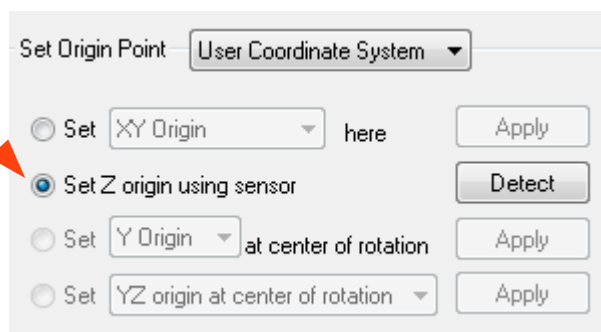 Set Origin Point User Coordinate System
Set XY Origin here Apply
Set Z origin using sensor Detect
Set Y Origin at center of rotation Apply
Set YZ origin at center of rotation Apply